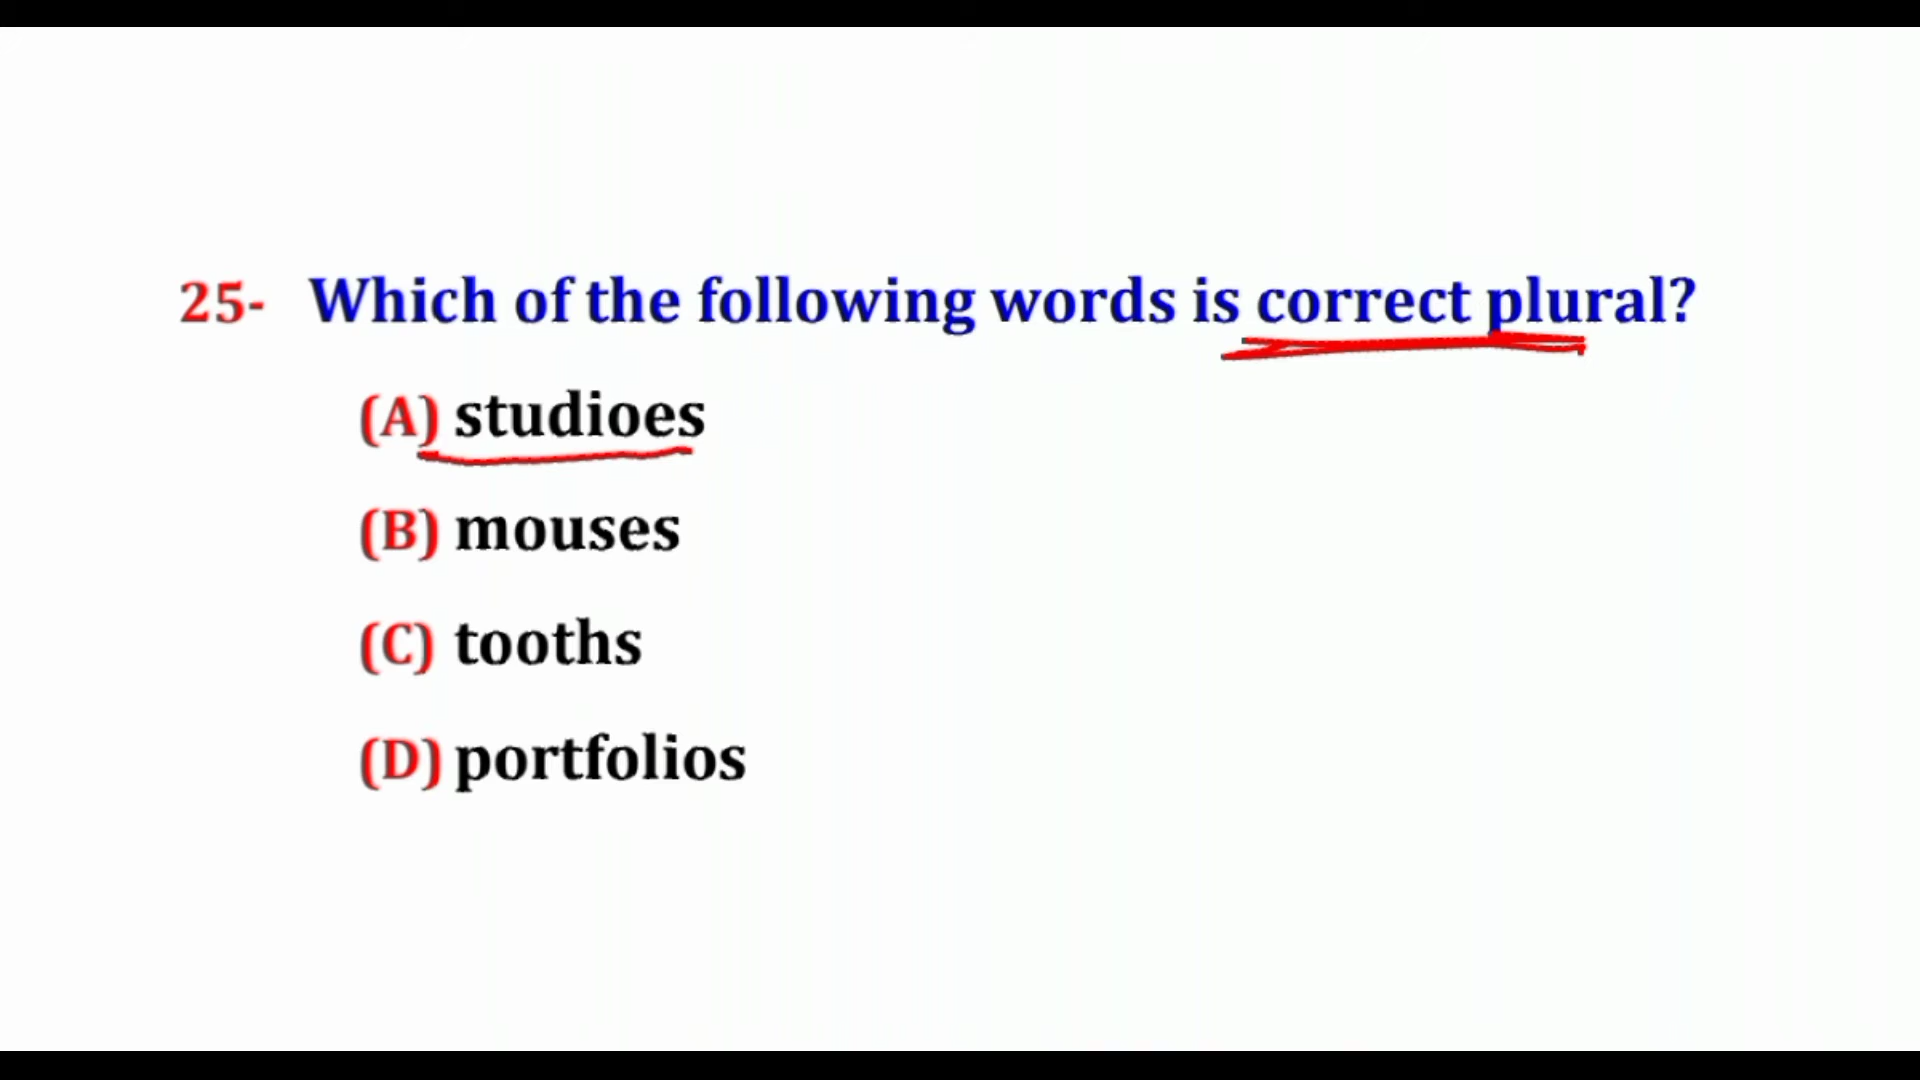 25- Which of the following words is correct plural?
(A) studioes
(B) mouses
(C) tooths
(D) portfolios